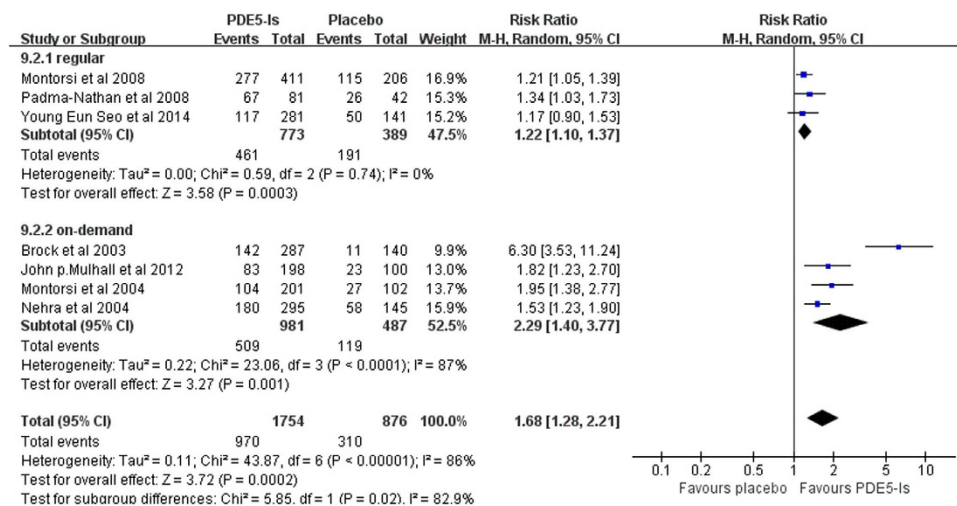 PDE5-Is Placebo Risk Ratio Risk Ratio
Study or Subgroup Events Total Events Total Weight M-H, Random, 95% CI M-H, Random, 95% CI
9.2.1 regular
Montorsi et al 2008 277 411 115 206 16.9% 1.21 [1.05, 1.39]
Padma-Nathan et al 2008 67 81 26 42 15.3% 1.34 [1.03, 1.73]
Young Eun Seo et al 2014 117 281 50 141 15.2% 1.17 [0.90, 1.53]
Subtotal (95% CI) 773 389 47.5% 1.22 [1.10, 1.37]
Total events 461 191
Heterogeneity: Tau² = 0.00; Chi² = 0.59, df = 2 (P = 0.74); I² = 0%
Test for overall effect: Z = 3.58 (P = 0.0003)
9.2.2 on-demand
Brock et al 2003 142 287 11 140 9.9% 6.30 [3.53, 11.24]
John p.Mulhall et al 2012 83 198 23 100 13.0% 1.82 [1.23, 2.70]
Montorsi et al 2004 104 201 27 102 13.7% 1.95 [1.38, 2.77]
Nehra et al 2004 180 295 58 145 15.9% 1.53 [1.23, 1.90]
Subtotal (95% CI) 981 487 52.5% 2.29 [1.40, 3.77]
Total events 509 119
Heterogeneity: Tau² = 0.22; Chi² = 23.06, df = 3 (P < 0.0001); I² = 87%
Test for overall effect: Z = 3.27 (P = 0.001)
Total (95% CI) 1754 876 100.0% 1.68 [1.28, 2.21]
Total events 970 310
Heterogeneity: Tau² = 0.11; Chi² = 43.87, df = 6 (P < 0.00001); I² = 86%
Test for overall effect: Z = 3.72 (P = 0.0002)
Test for subgroup differences: Chi² = 5.85, df = 1 (P = 0.02), I² = 82.9%
0.1 0.2 0.5 1 2 5 10
Favours placebo Favours PDE5-Is